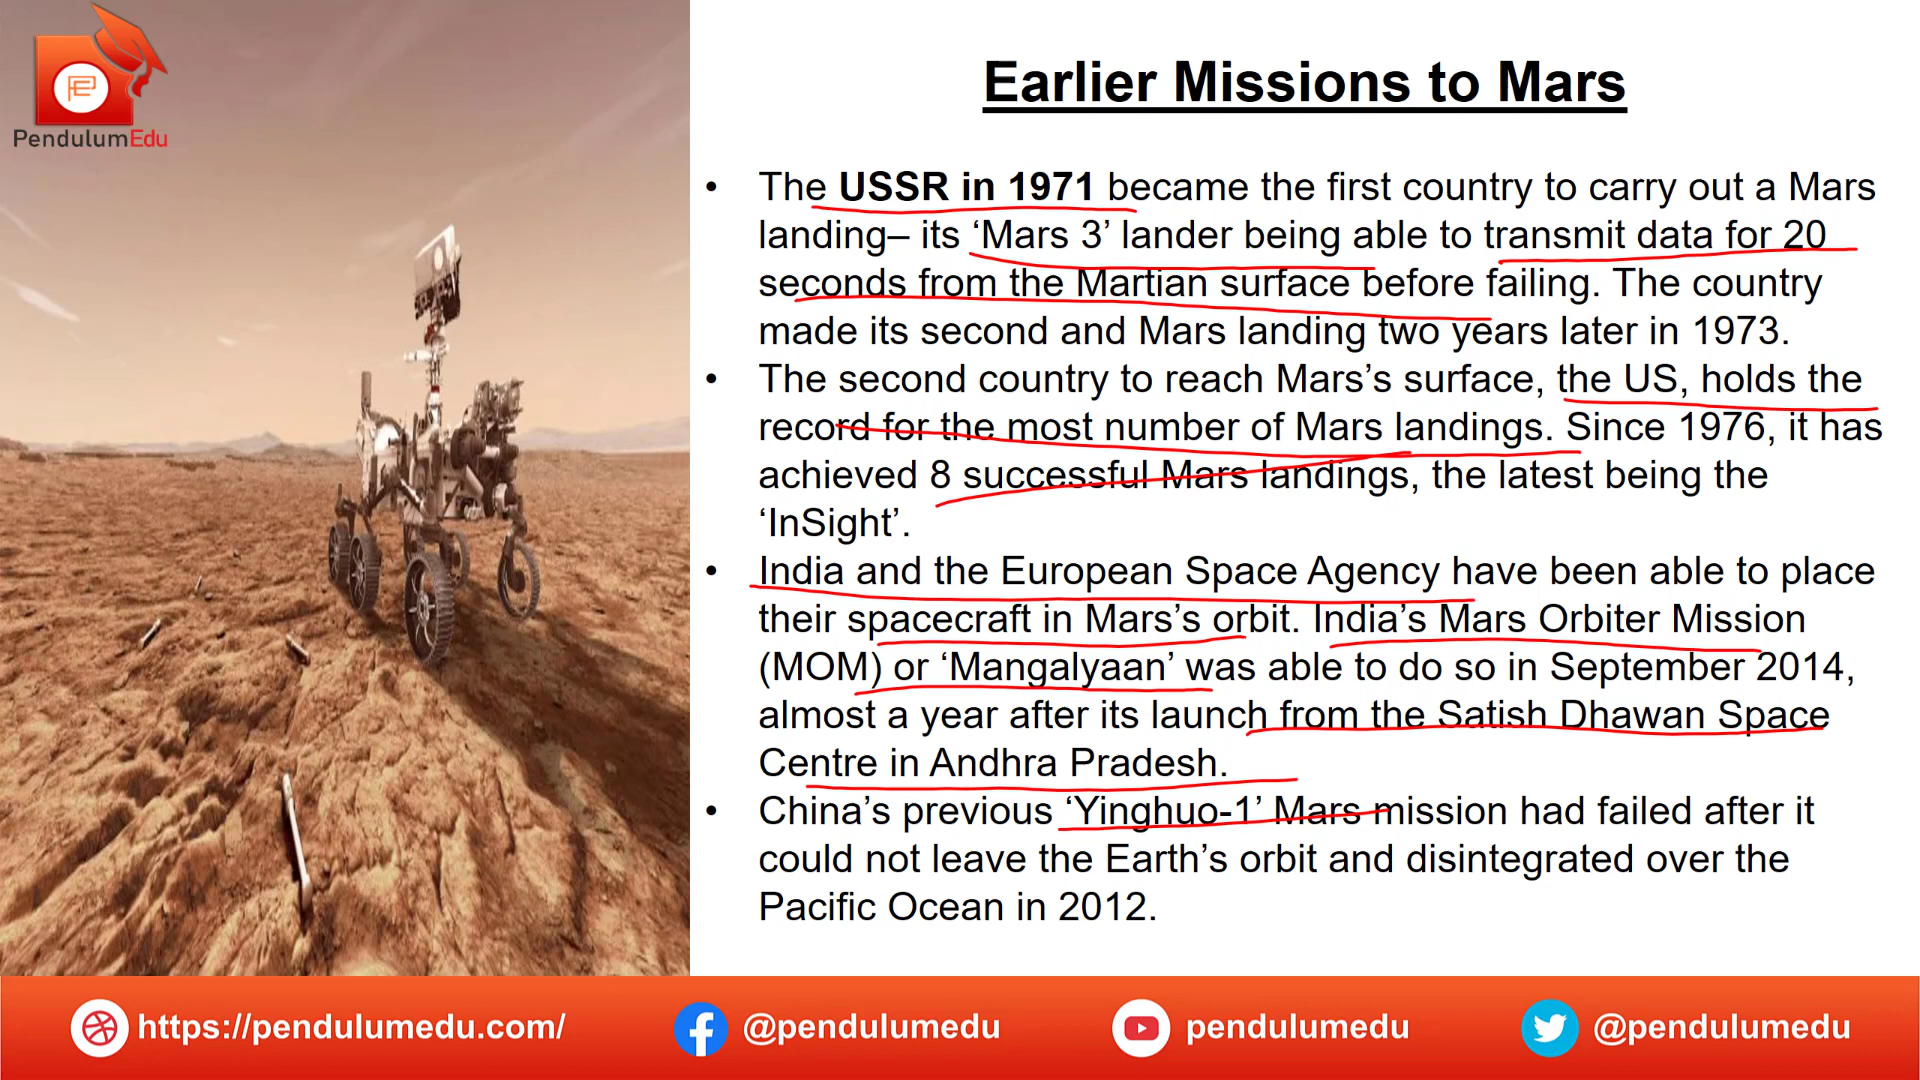 PendulumEdu
Earlier Missions to Mars
• The USSR in 1971 became the first country to carry out a Mars
landing– its ‘Mars 3’ lander being able to transmit data for 20
seconds from the Martian surface before failing. The country
made its second and Mars landing two years later in 1973.
• The second country to reach Mars’s surface, the US, holds the
record for the most number of Mars landings. Since 1976, it has
achieved 8 successful Mars landings, the latest being the
‘InSight’.
• India and the European Space Agency have been able to place
their spacecraft in Mars’s orbit. India’s Mars Orbiter Mission
(MOM) or ‘Mangalyaan’ was able to do so in September 2014,
almost a year after its launch from the Satish Dhawan Space
Centre in Andhra Pradesh.
• China’s previous ‘Yinghuo-1’ Mars mission had failed after it
could not leave the Earth’s orbit and disintegrated over the
Pacific Ocean in 2012.
https://pendulumedu.com/ @pendulumedu pendulumedu @pendulumedu